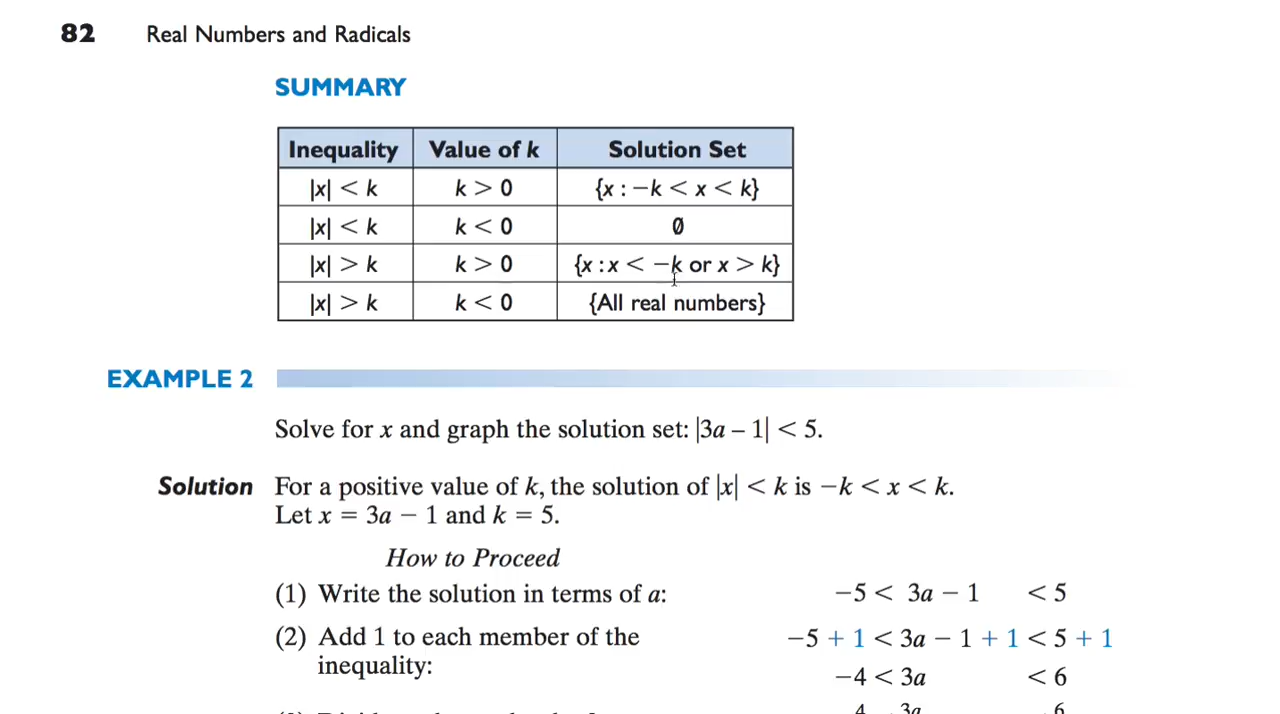 82 Real Numbers and Radicals
SUMMARY
Inequality Value of k Solution Set
|x| < k k > 0 {x : −k < x < k}
|x| < k k < 0 ∅
|x| > k k > 0 {x : x < −k or x > k}
|x| > k k < 0 {All real numbers}
EXAMPLE 2
Solve for x and graph the solution set: |3a – 1| < 5.
Solution For a positive value of k, the solution of |x| < k is −k < x < k.
Let x = 3a − 1 and k = 5.
How to Proceed
(1) Write the solution in terms of a: −5 < 3a − 1 < 5
(2) Add 1 to each member of the −5 + 1 < 3a − 1 + 1 < 5 + 1
inequality:
−4 < 3a < 6